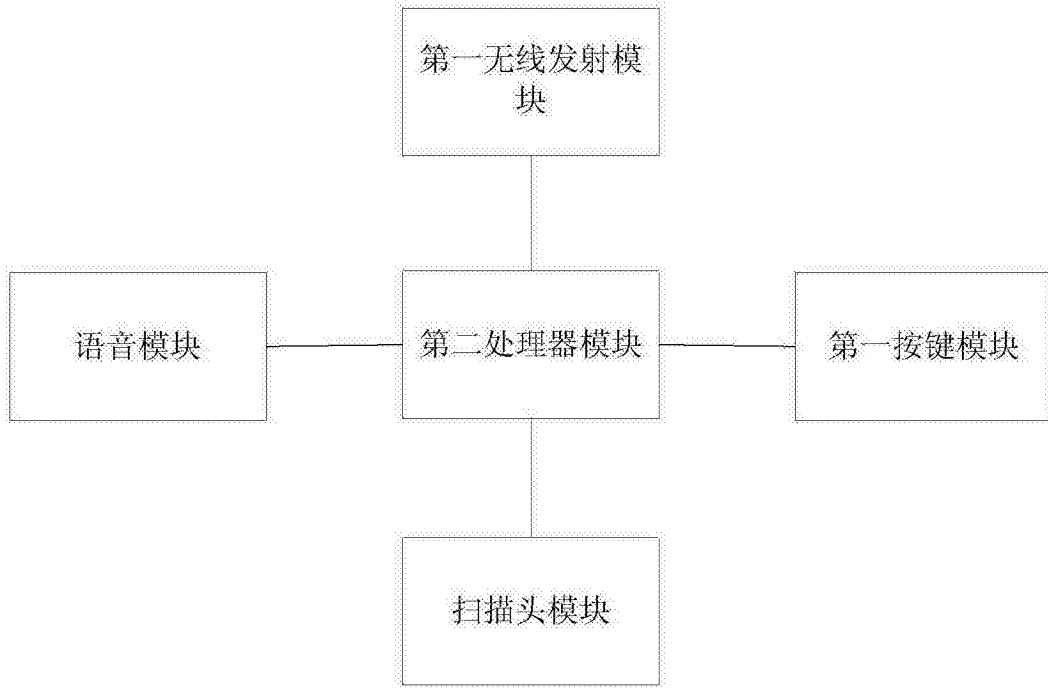 第一无线发射模
块
语音模块
第二处理器模块
第一按键模块
扫描头模块